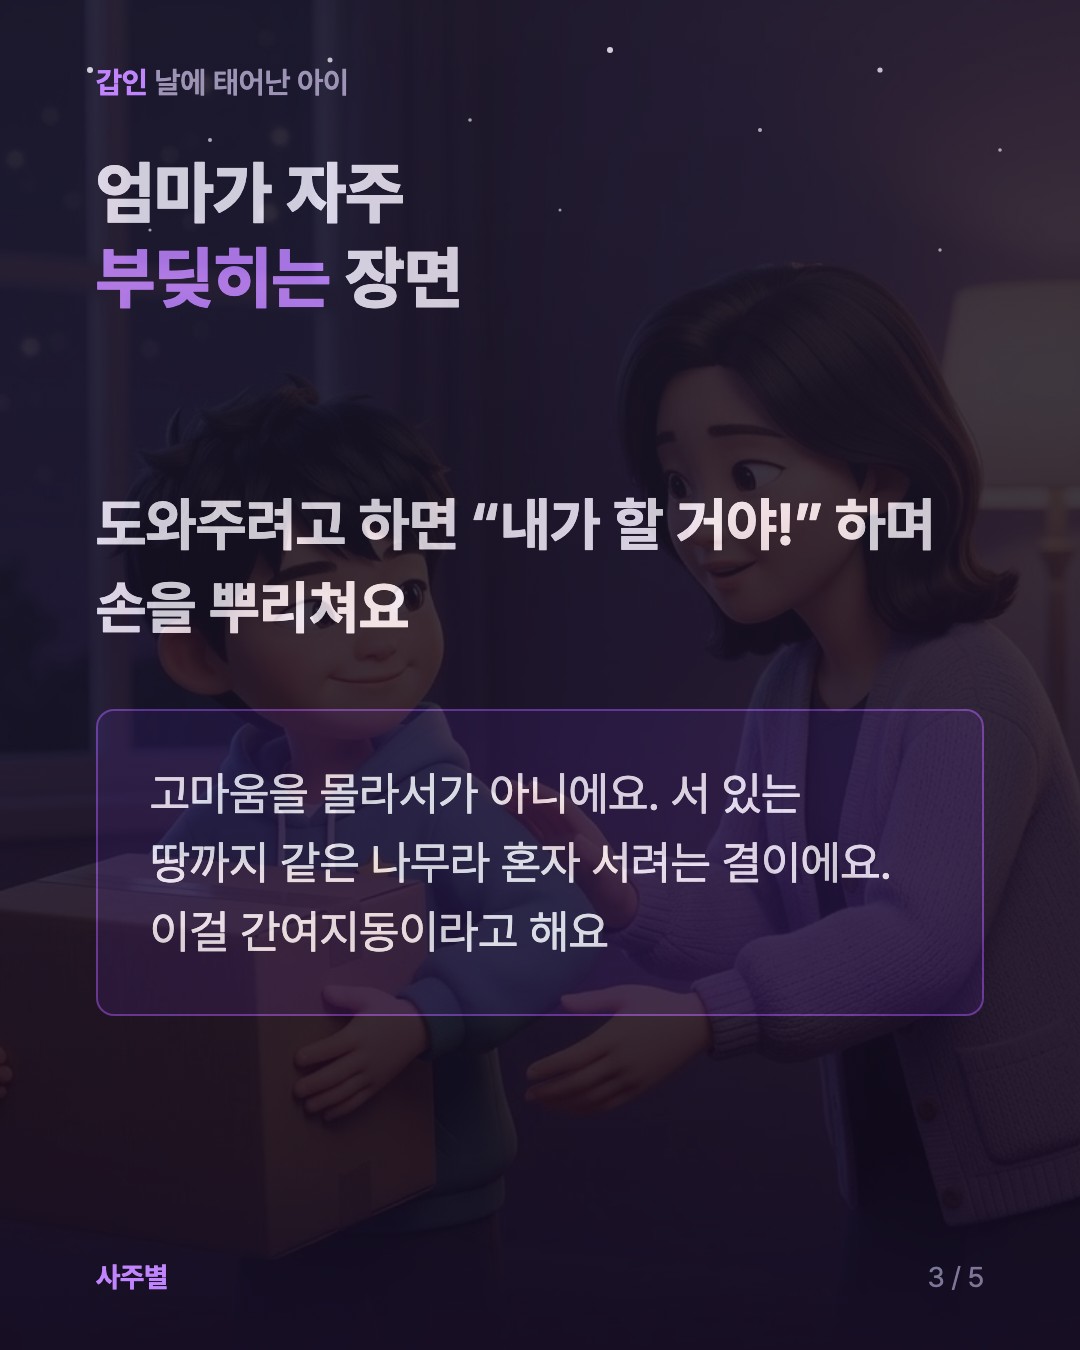 갑인 날에 태어난 아이
엄마가 자주
부딪히는 장면
도와주려고 하면 “내가 할 거야!” 하며
손을 뿌리쳐요
고마움을 몰라서가 아니에요. 서 있는
땅까지 같은 나무라 혼자 서려는 결이에요.
이걸 간여지동이라고 해요
사주별
3 / 5